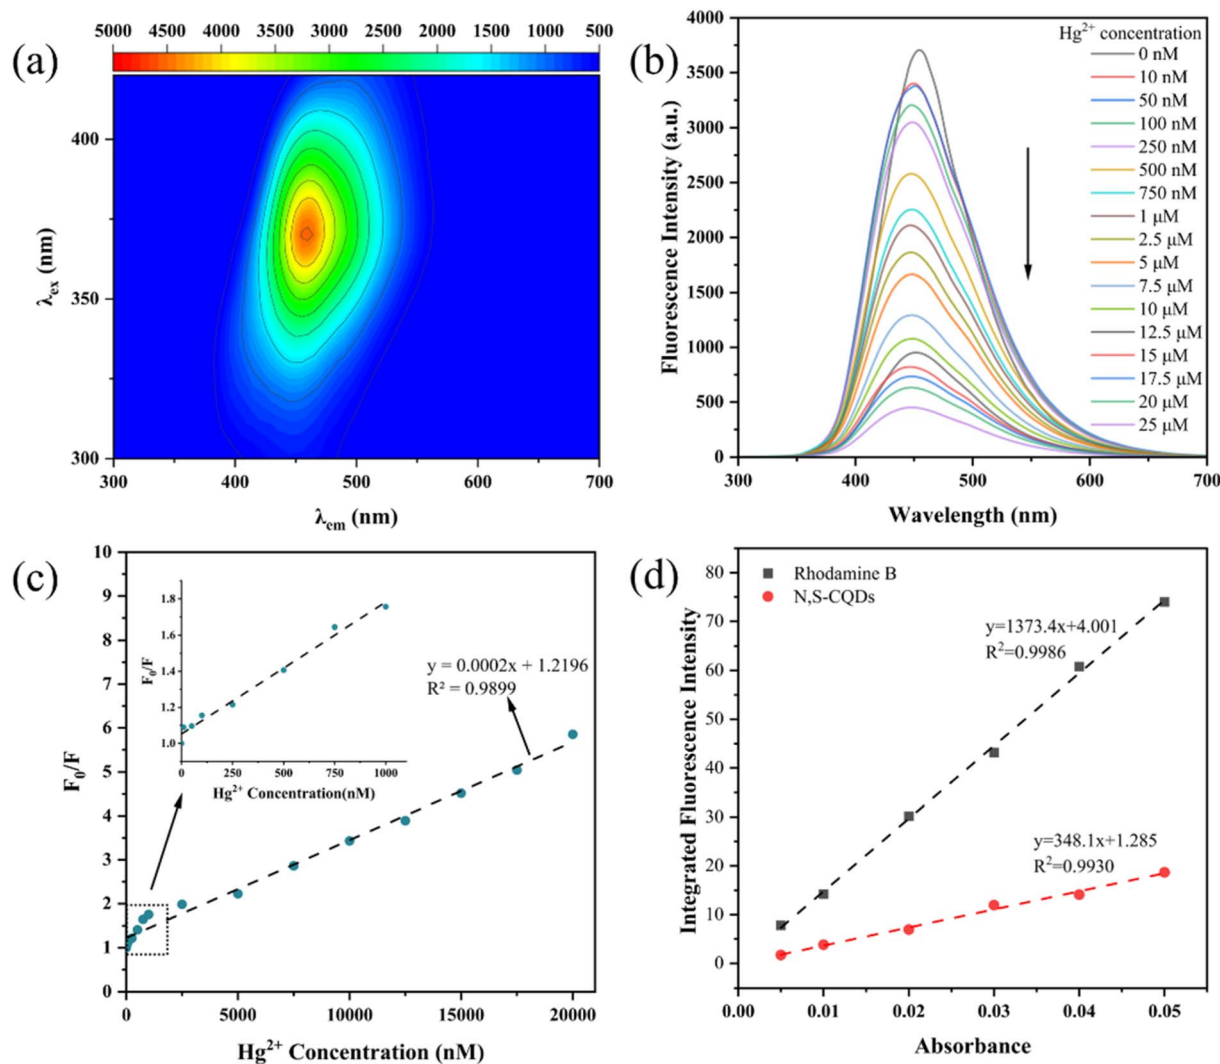 (a)
5000 4500 4000 3500 3000 2500 2000 1500 1000 500
400
350
300
λex (nm)
300 400 500 600 700
λem (nm)
(b)
4000
3500
3000
2500
2000
1500
1000
500
0
Fluorescence Intensity (a.u.)
Hg2+ concentration
0 nM
10 nM
50 nM
100 nM
250 nM
500 nM
750 nM
1 μM
2.5 μM
5 μM
7.5 μM
10 μM
12.5 μM
15 μM
17.5 μM
20 μM
25 μM
300 400 500 600 700
Wavelength (nm)
(c)
10
9
8
7
6
5
4
3
2
1
0
F0/F
1.8
1.6
1.4
1.2
1.0
F0/F
0 250 500 750 1000
Hg2+ Concentration(nM)
y = 0.0002x + 1.2196
R² = 0.9899
0 5000 10000 15000 20000
Hg2+ Concentration (nM)
(d)
80
70
60
50
40
30
20
10
0
Integrated Fluorescence Intensity
Rhodamine B
N,S-CQDs
y=1373.4x+4.001
R2=0.9986
y=348.1x+1.285
R2=0.9930
0.00 0.01 0.02 0.03 0.04 0.05
Absorbance